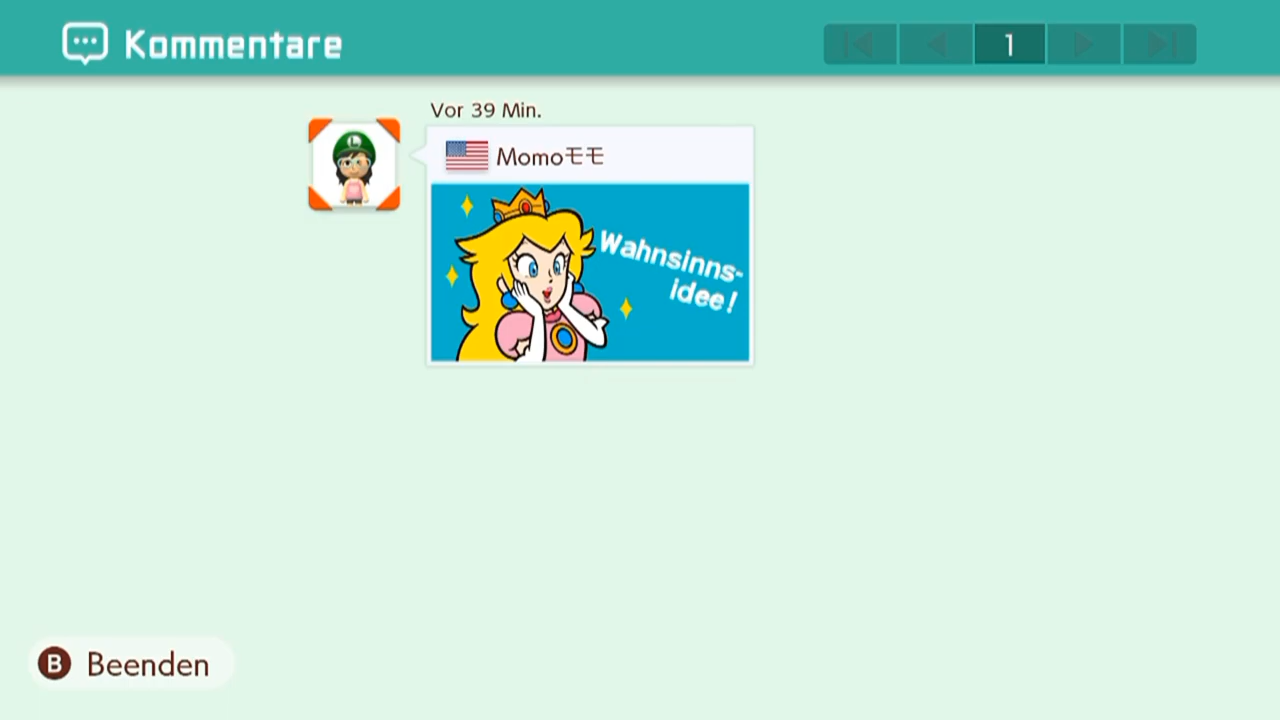 Kommentare
1
Vor 39 Min.
Momoモモ
Wahnsinns-
idee!
L
B Beenden